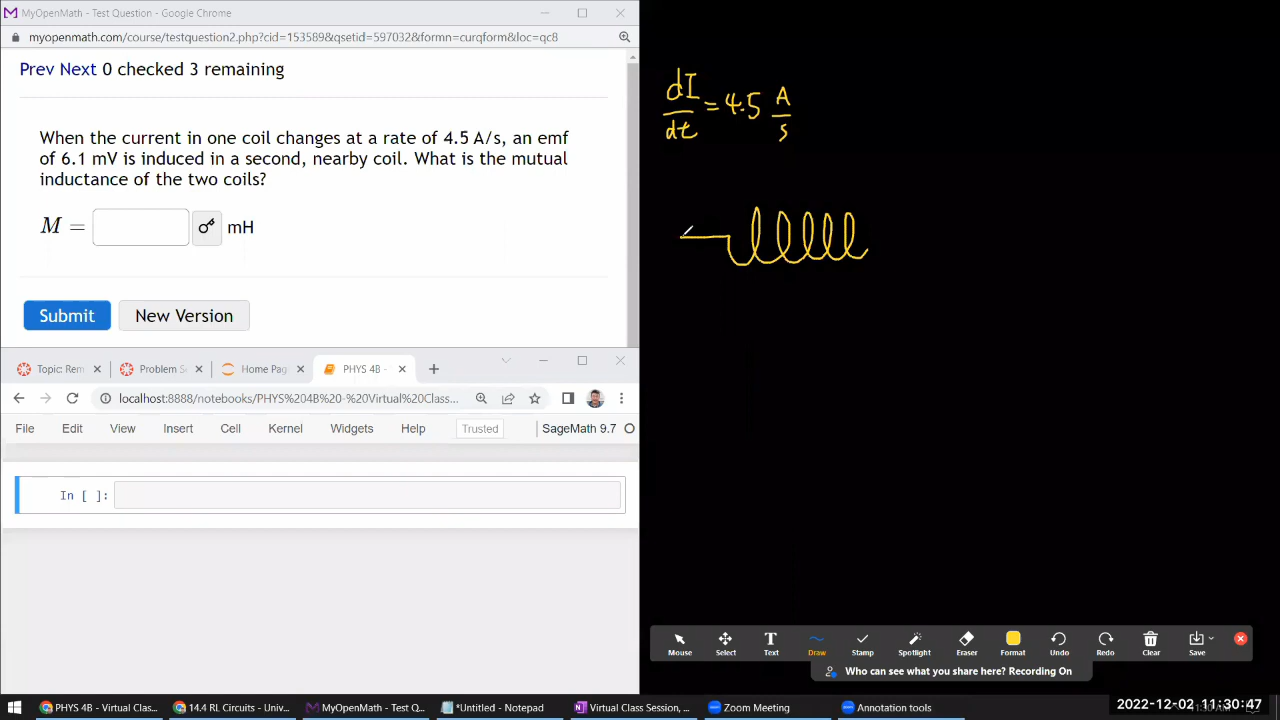 MyOpenMath - Test Question - Google Chrome
myopenmath.com/course/testquestion2.php?cid=153589&qsetid=597032&formn=curqform&loc=qc8
Prev Next 0 checked 3 remaining
When the current in one coil changes at a rate of 4.5 A/s, an emf
of 6.1 mV is induced in a second, nearby coil. What is the mutual
inductance of the two coils?
M = mH
Submit New Version
dI/dt = 4.5 A/s
Topic: Rem Problem S Home Pag PHYS 4B -
localhost:8888/notebooks/PHYS%204B%20-%20Virtual%20Class...
File Edit View Insert Cell Kernel Widgets Help Trusted SageMath 9.7
In [ ]:
Mouse Select Text Draw Stamp Spotlight Eraser Format Undo Redo Clear Save
Who can see what you share here? Recording On
PHYS 4B - Virtual Clas... 14.4 RL Circuits - Univ... MyOpenMath - Test Q... *Untitled - Notepad Virtual Class Session, ... Zoom Meeting Annotation tools
2022-12-02 11:30:47